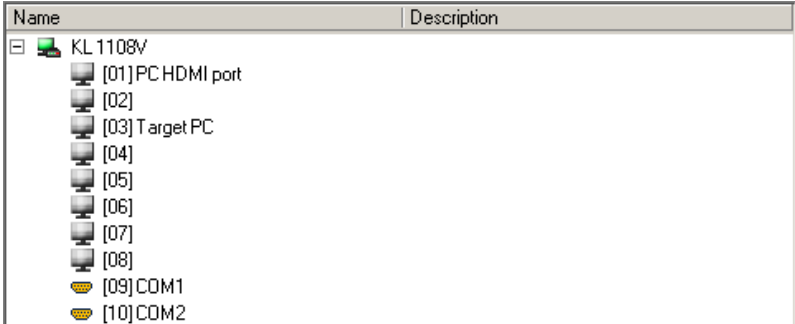 Name Description
KL1108V
[01]PC HDMI port
[02]
[03]Target PC
[04]
[05]
[06]
[07]
[08]
[09]COM1
[10]COM2